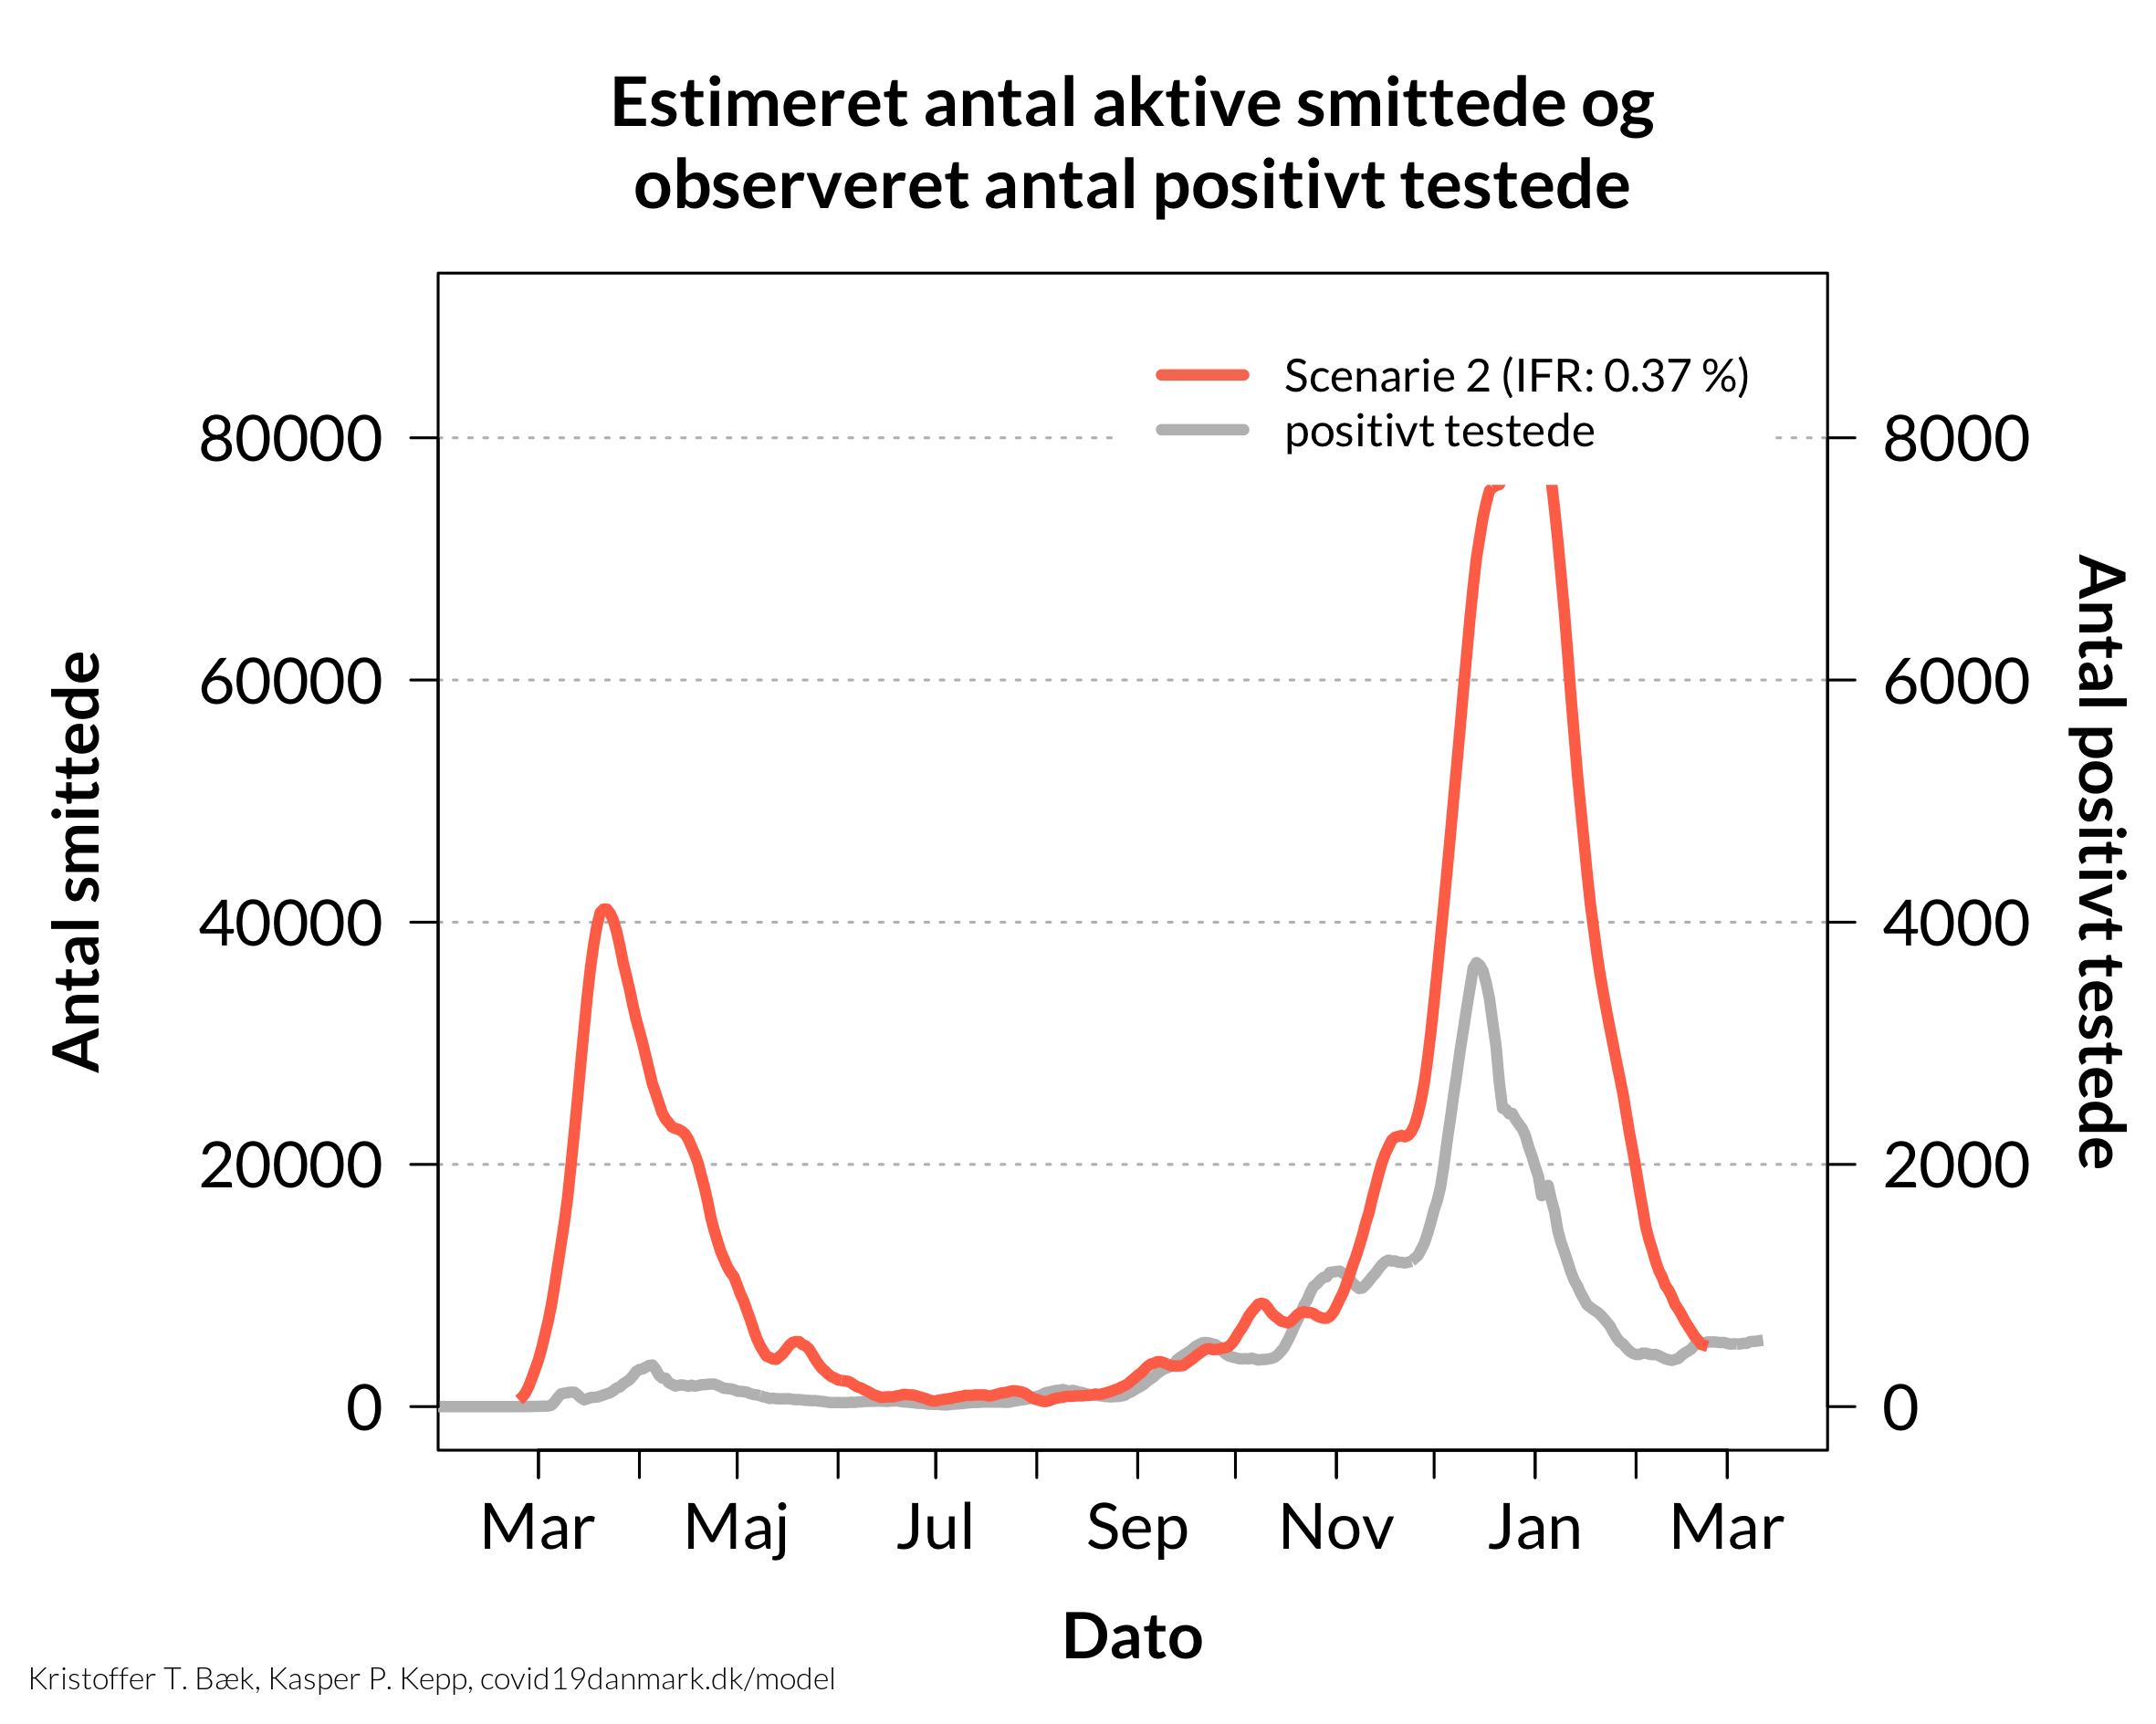 Estimeret antal aktive smittede og
observeret antal positivt testede
Scenarie 2 (IFR: 0.37 %)
positivt testede
Antal smittede
80000
60000
40000
20000
0
8000
6000
4000
2000
0
Antal positivt testede
Mar
Maj
Jul
Sep
Nov
Jan
Mar
Dato
Kristoffer T. Bæk, Kasper P. Kepp, covid19danmark.dk/model